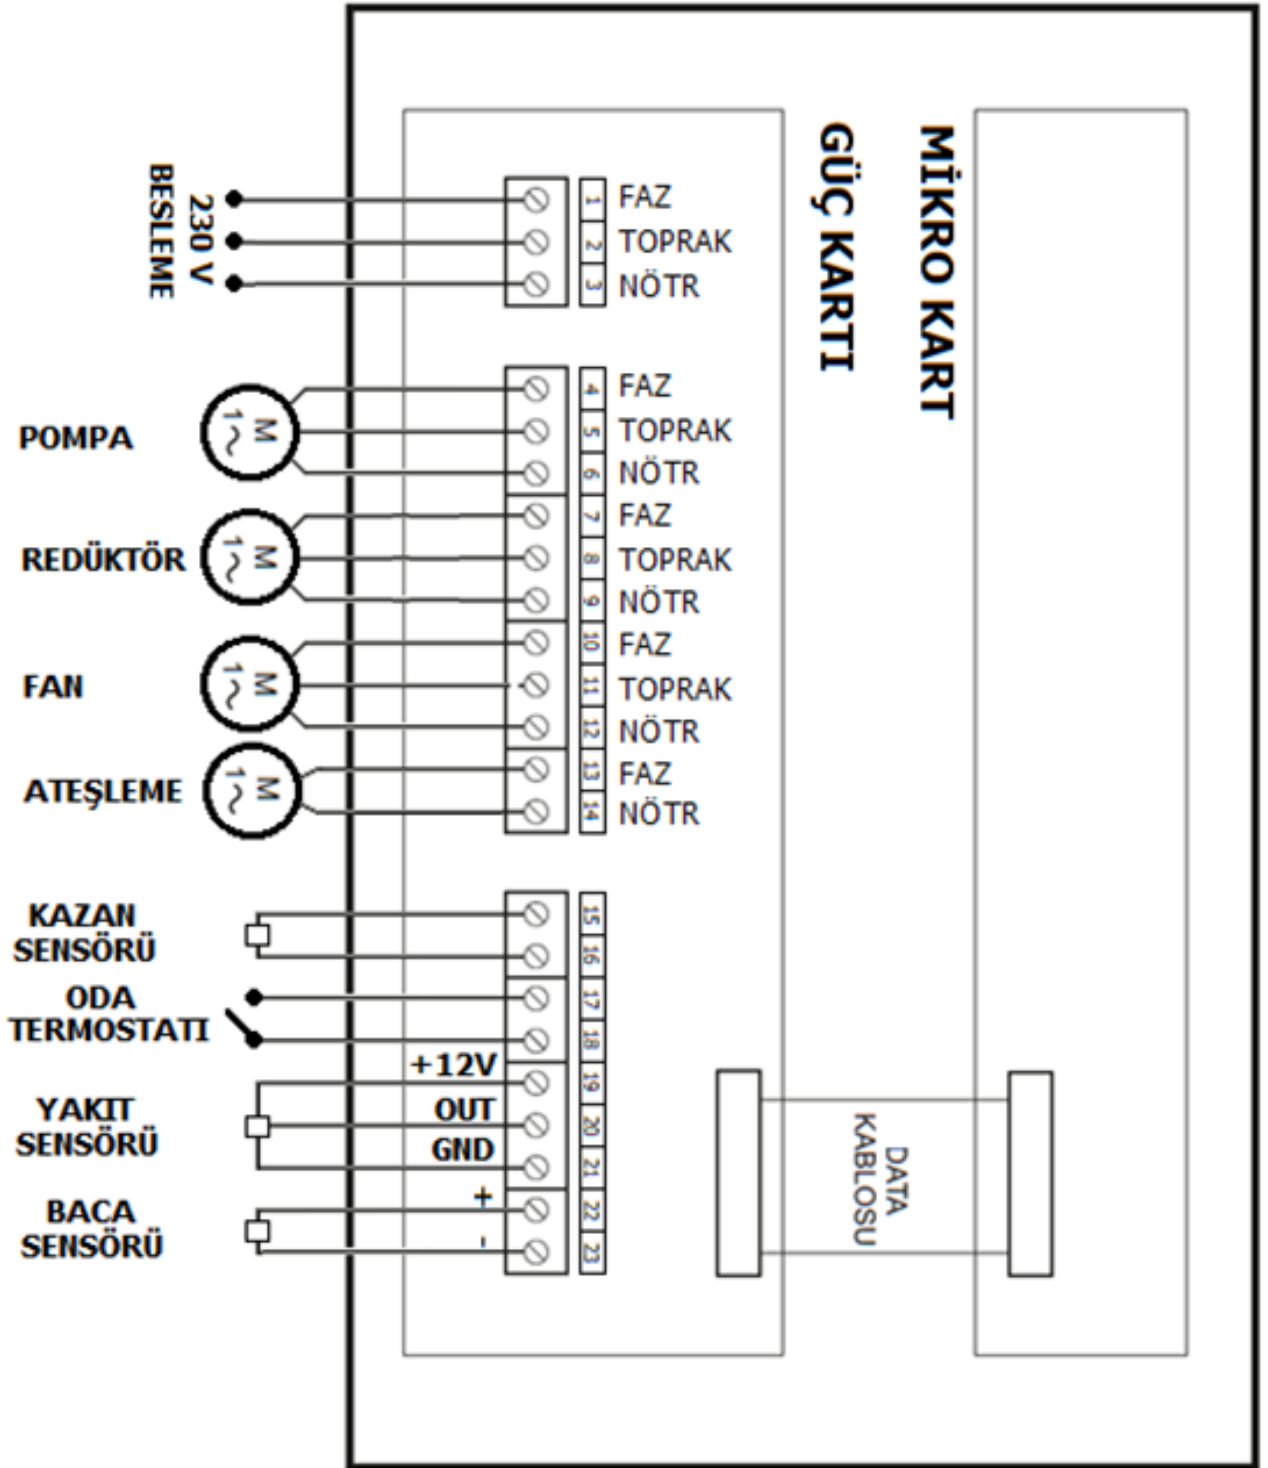 MİKRO KART
GÜÇ KARTI
BESLEME
230 V
1 FAZ
2 TOPRAK
3 NÖTR
POMPA
M
1~
4 FAZ
5 TOPRAK
6 NÖTR
REDÜKTÖR
M
1~
7 FAZ
8 TOPRAK
9 NÖTR
FAN
M
1~
10 FAZ
11 TOPRAK
12 NÖTR
ATEŞLEME
M
1~
13 FAZ
14 NÖTR
KAZAN
SENSÖRÜ
15
16
ODA
TERMOSTATI
17
18
YAKIT
SENSÖRÜ
+12V 19
OUT 20
GND 21
BACA
SENSÖRÜ
+ 22
- 23
DATA
KABLOSU